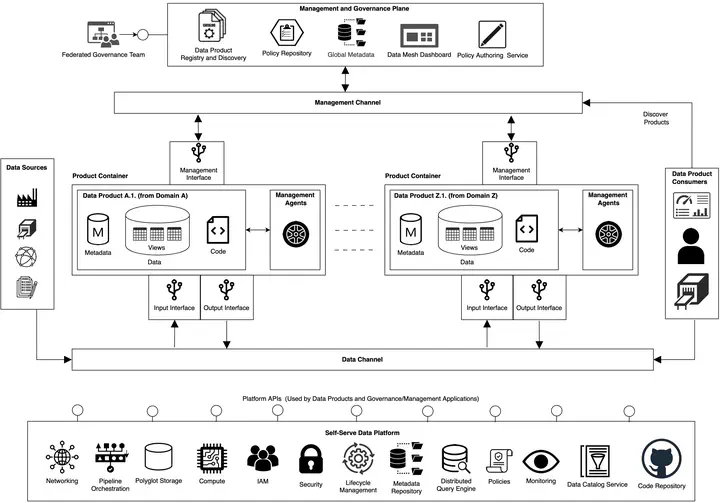 Management and Governance Plane
Federated Governance Team
Data Product
Registry and Discovery
Policy Repository
Global Metadata
Data Mesh Dashboard
Policy Authoring Service
Management Channel
Discover
Products
Data Sources
Product Container
Management
Interface
Data Product A.1. (from Domain A)
Management
Agents
M
Metadata
Views
Data
Code
Input Interface
Output Interface
Product Container
Management
Interface
Data Product Z.1. (from Domain Z)
Management
Agents
M
Metadata
Views
Data
Code
Input Interface
Output Interface
Data Product
Consumers
Data Channel
Platform APIs (Used by Data Products and Governance/Management Applications)
Self-Serve Data Platform
Networking
Pipeline
Orchestration
Polyglot Storage
Compute
IAM
Security
Lifecycle
Management
Metadata
Repository
Distributed
Query Engine
Policies
Monitoring
Data Catalog Service
Code Repository